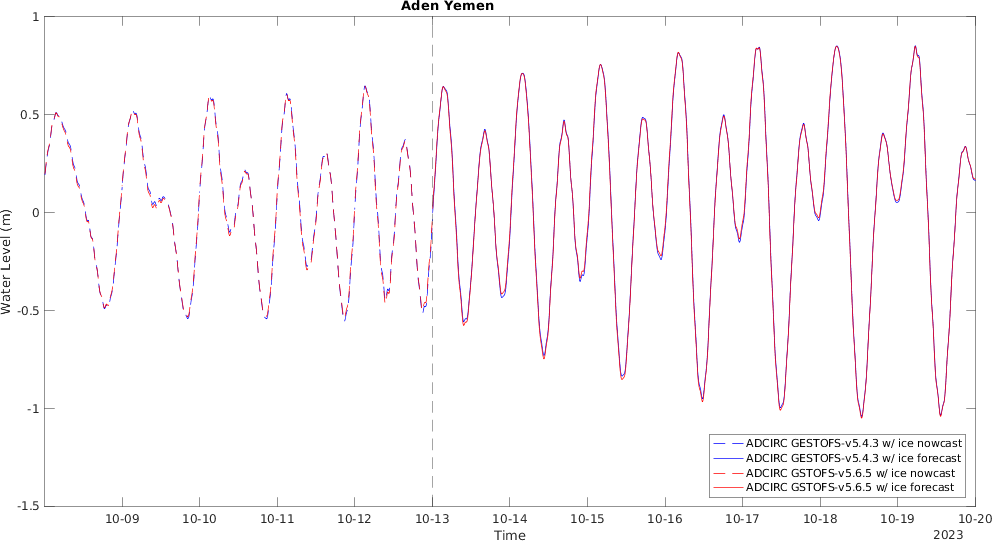 Aden Yemen
1
0.5
0
-0.5
-1
-1.5
Water Level (m)
ADCIRC GESTOFS-v5.4.3 w/ ice nowcast
ADCIRC GESTOFS-v5.4.3 w/ ice forecast
ADCIRC GSTOFS-v5.6.5 w/ ice nowcast
ADCIRC GSTOFS-v5.6.5 w/ ice forecast
10-09 10-10 10-11 10-12 10-13 10-14 10-15 10-16 10-17 10-18 10-19 10-20
Time
2023